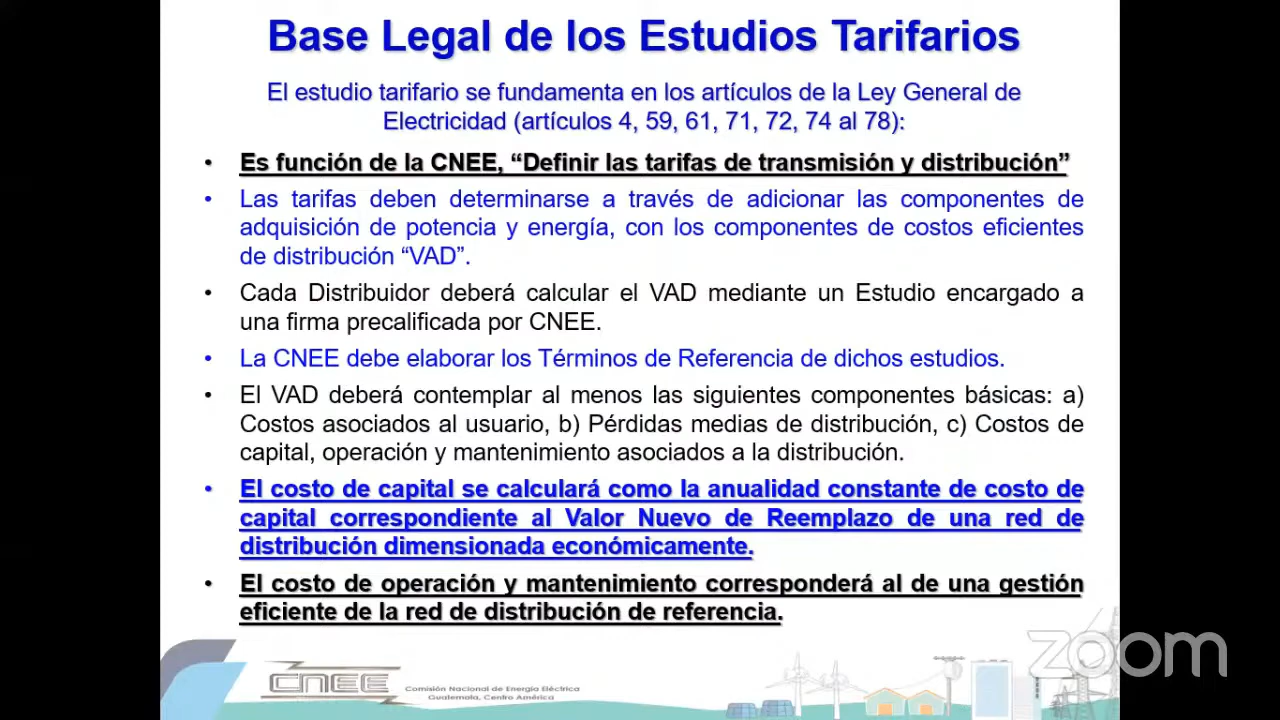 Base Legal de los Estudios Tarifarios
El estudio tarifario se fundamenta en los artículos de la Ley General de
Electricidad (artículos 4, 59, 61, 71, 72, 74 al 78):
• Es función de la CNEE, “Definir las tarifas de transmisión y distribución”
• Las tarifas deben determinarse a través de adicionar las componentes de
adquisición de potencia y energía, con los componentes de costos eficientes
de distribución “VAD”.
• Cada Distribuidor deberá calcular el VAD mediante un Estudio encargado a
una firma precalificada por CNEE.
• La CNEE debe elaborar los Términos de Referencia de dichos estudios.
• El VAD deberá contemplar al menos las siguientes componentes básicas: a)
Costos asociados al usuario, b) Pérdidas medias de distribución, c) Costos de
capital, operación y mantenimiento asociados a la distribución.
• El costo de capital se calculará como la anualidad constante de costo de
capital correspondiente al Valor Nuevo de Reemplazo de una red de
distribución dimensionada económicamente.
• El costo de operación y mantenimiento corresponderá al de una gestión
eficiente de la red de distribución de referencia.
zoom
CNEE
Comisión Nacional de Energía Eléctrica
Guatemala, Centro América